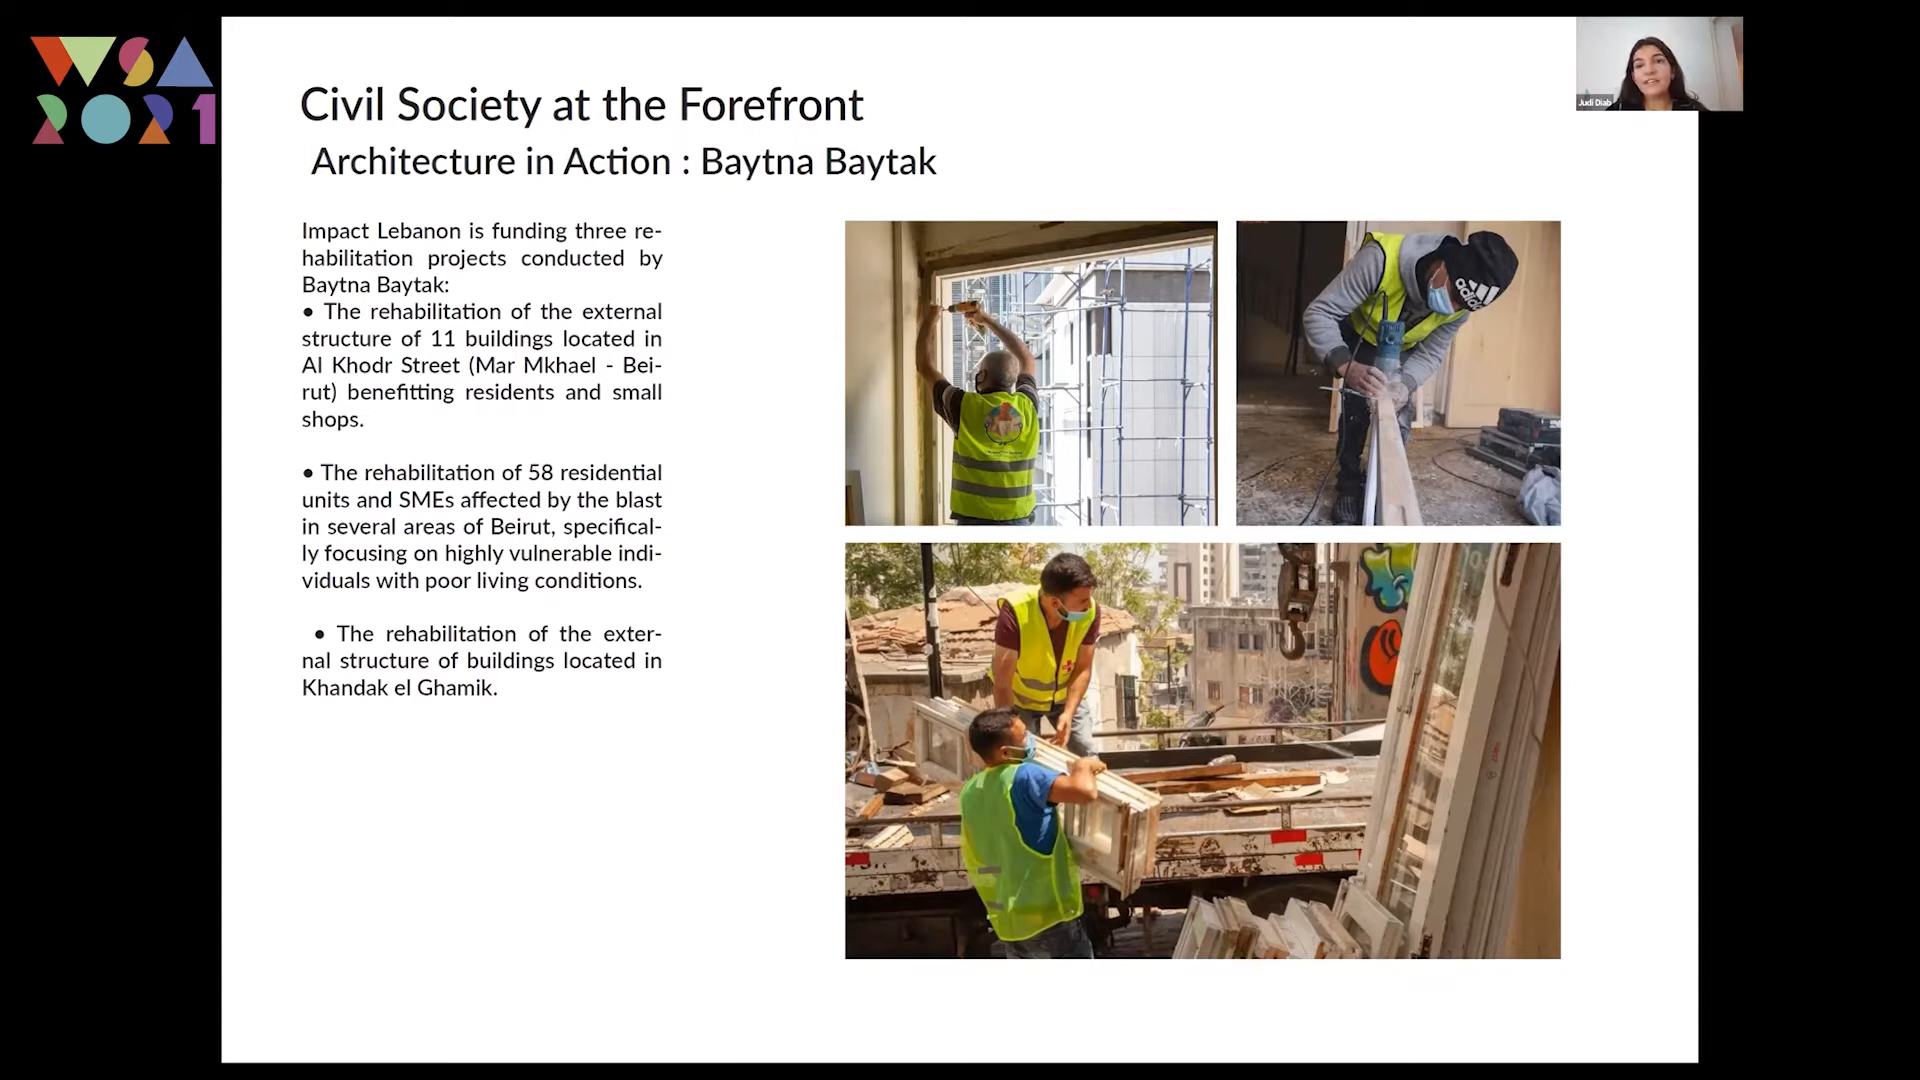 WSA
2021
Civil Society at the Forefront
Architecture in Action : Baytna Baytak
Impact Lebanon is funding three re-
habilitation projects conducted by
Baytna Baytak:
• The rehabilitation of the external
structure of 11 buildings located in
Al Khodr Street (Mar Mkhael - Bei-
rut) benefitting residents and small
shops.
• The rehabilitation of 58 residential
units and SMEs affected by the blast
in several areas of Beirut, specifical-
ly focusing on highly vulnerable indi-
viduals with poor living conditions.
• The rehabilitation of the exter-
nal structure of buildings located in
Khandak el Ghamik.
adidas
Judi Diab